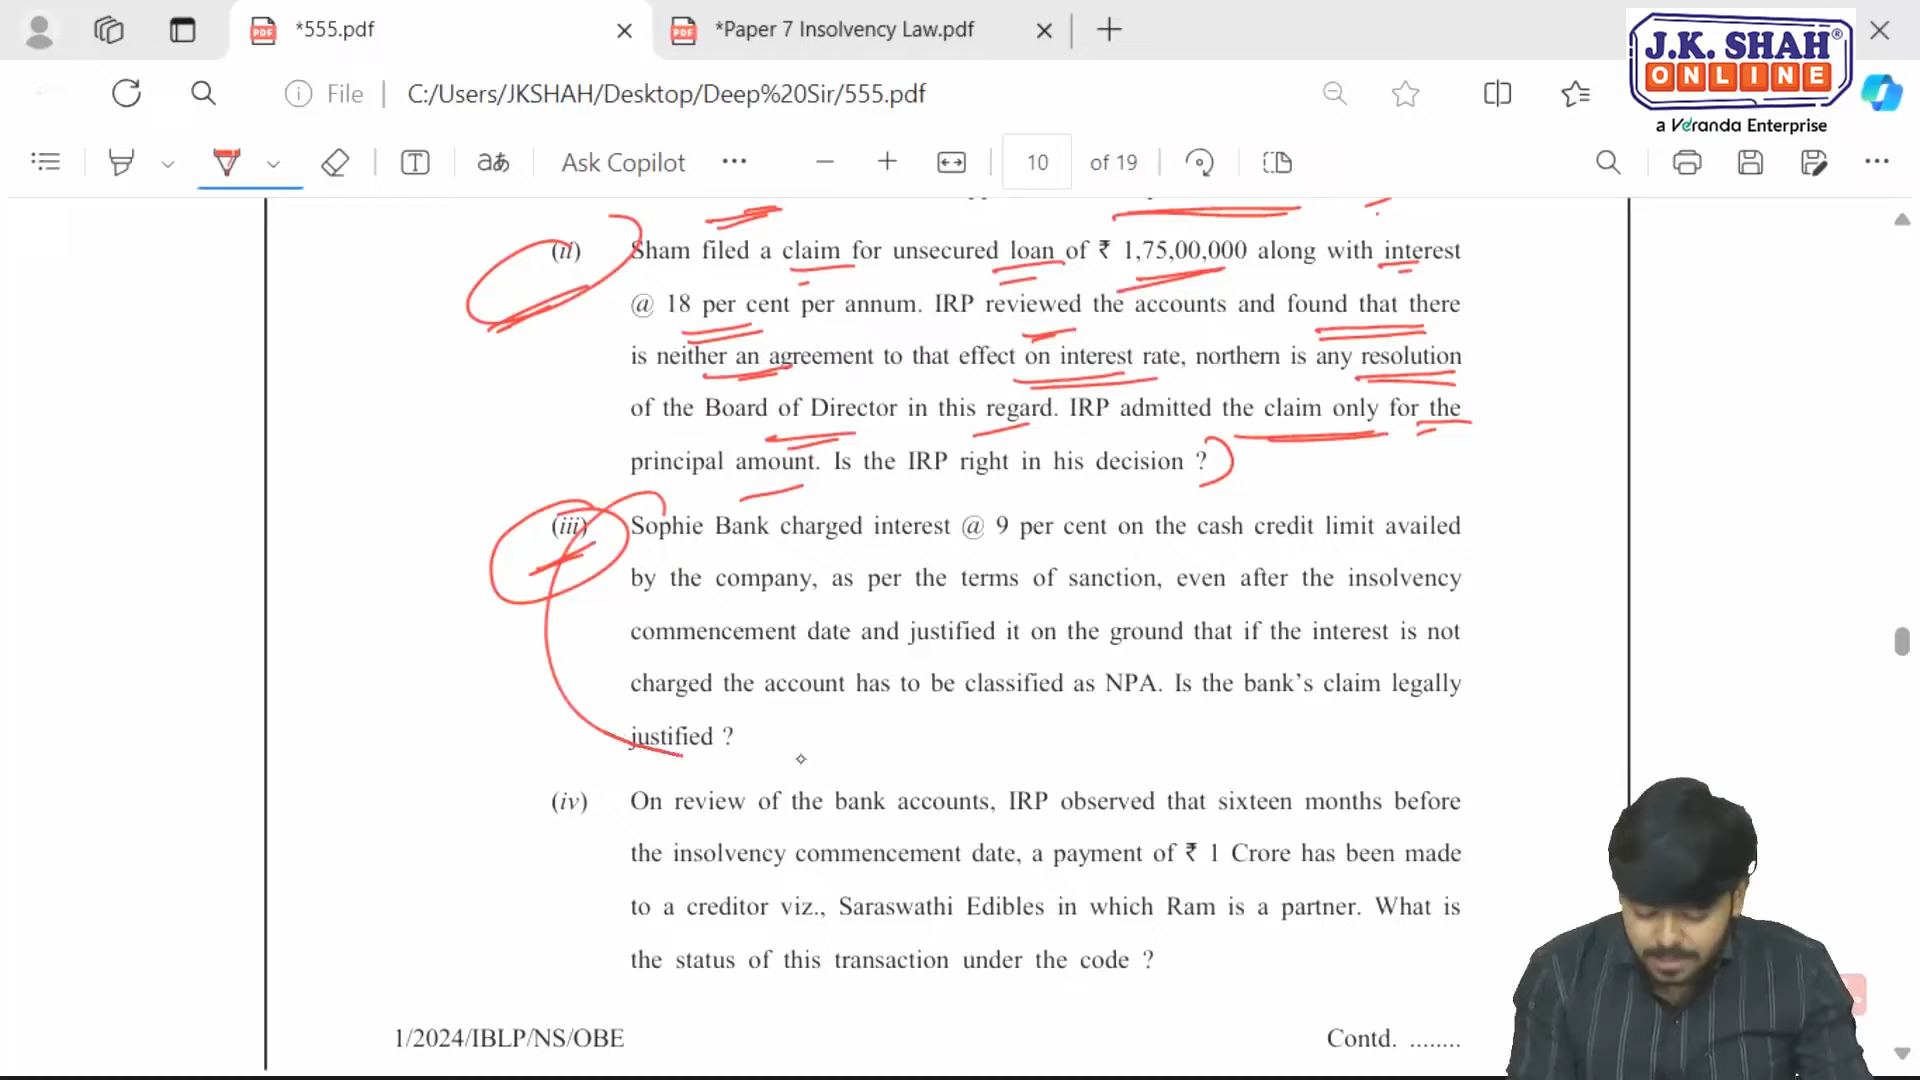 *555.pdf
*Paper 7 Insolvency Law.pdf
J.K. SHAH®
ONLINE
a Veranda Enterprise
File
C:/Users/JKSHAH/Desktop/Deep%20Sir/555.pdf
Ask Copilot
10 of 19
(ii) Sham filed a claim for unsecured loan of ₹ 1,75,00,000 along with interest
@ 18 per cent per annum. IRP reviewed the accounts and found that there
is neither an agreement to that effect on interest rate, northern is any resolution
of the Board of Director in this regard. IRP admitted the claim only for the
principal amount. Is the IRP right in his decision ?
(iii) Sophie Bank charged interest @ 9 per cent on the cash credit limit availed
by the company, as per the terms of sanction, even after the insolvency
commencement date and justified it on the ground that if the interest is not
charged the account has to be classified as NPA. Is the bank's claim legally
justified ?
(iv) On review of the bank accounts, IRP observed that sixteen months before
the insolvency commencement date, a payment of ₹ 1 Crore has been made
to a creditor viz., Saraswathi Edibles in which Ram is a partner. What is
the status of this transaction under the code ?
1/2024/IBLP/NS/OBE
Contd. ........